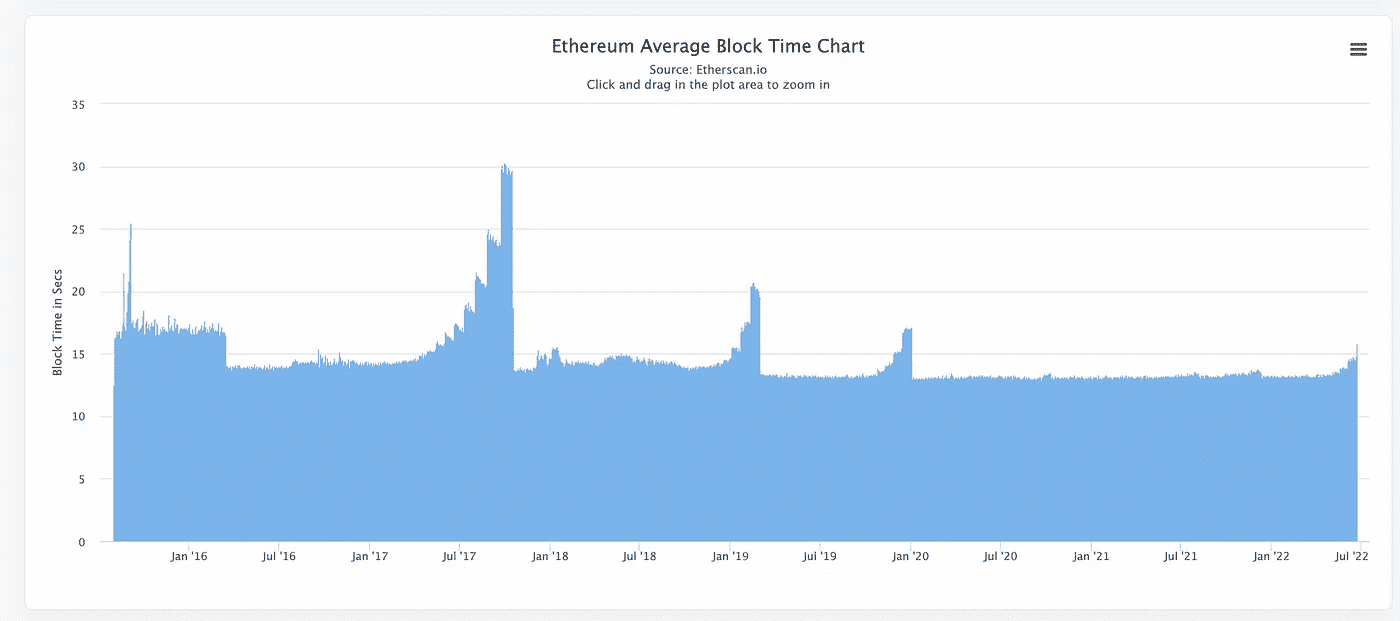 Ethereum Average Block Time Chart
Source: Etherscan.io
Click and drag in the plot area to zoom in
Block Time in Secs
35
30
25
20
15
10
5
0
Jan '16 Jul '16 Jan '17 Jul '17 Jan '18 Jul '18 Jan '19 Jul '19 Jan '20 Jul '20 Jan '21 Jul '21 Jan '22 Jul '22